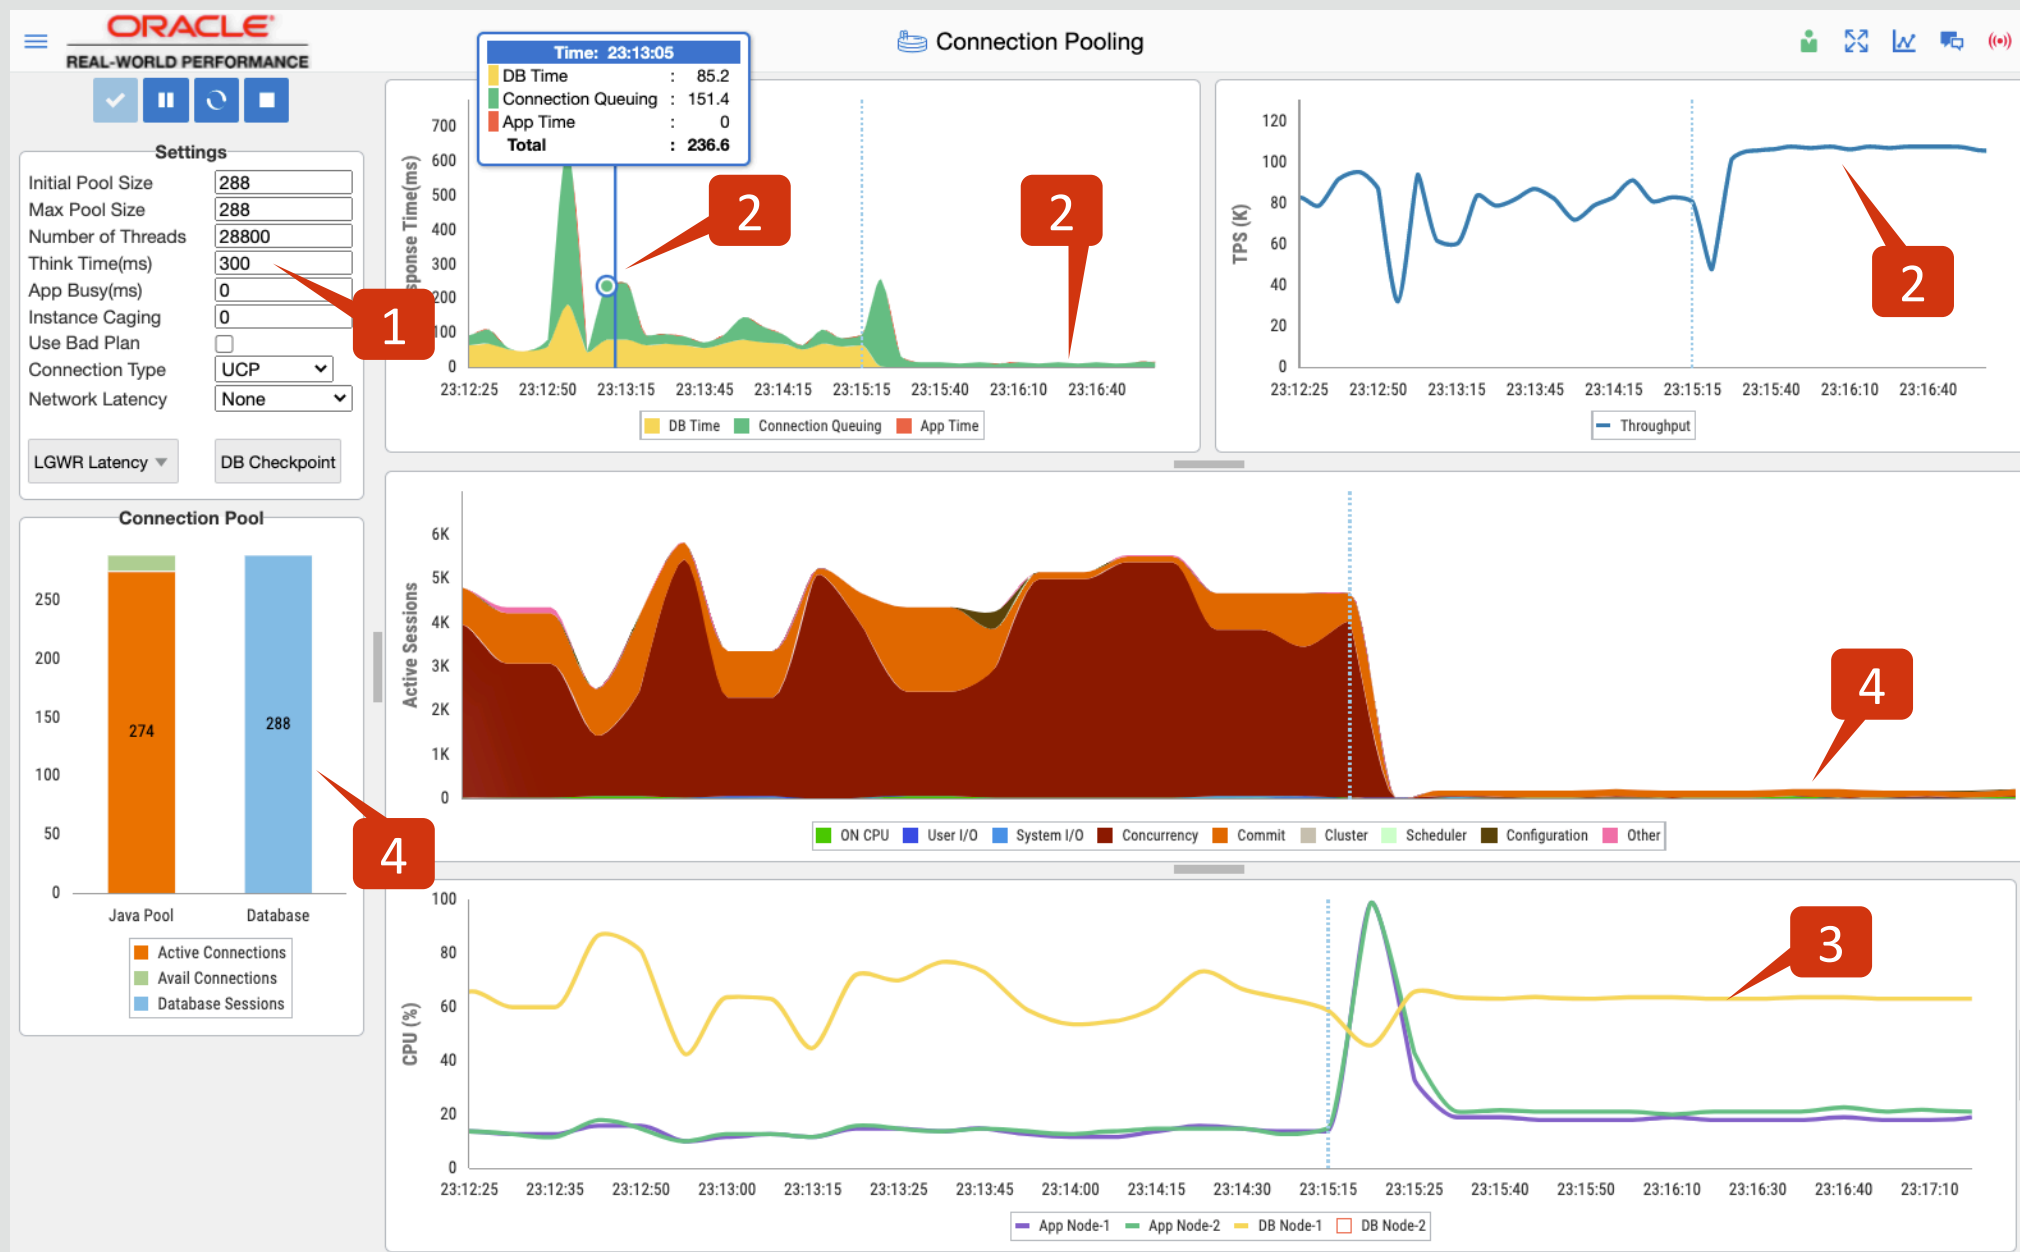 ORACLE
REAL-WORLD PERFORMANCE
Connection Pooling
Settings
Initial Pool Size 288
Max Pool Size 288
Number of Threads 28800
Think Time(ms) 300
App Busy(ms) 0
Instance Caging 0
Use Bad Plan
Connection Type UCP
Network Latency None
LGWR Latency DB Checkpoint
1
Connection Pool
250
200
150
100
50
0
274
288
Java Pool Database
Active Connections
Avail Connections
Database Sessions
4
Time: 23:13:05
DB Time : 85.2
Connection Queuing : 151.4
App Time : 0
Total : 236.6
sponse Time(ms)
700
600
500
400
300
200
100
0
2
2
23:12:25 23:12:50 23:13:15 23:13:45 23:14:15 23:15:15 23:15:40 23:16:10 23:16:40
DB Time Connection Queuing App Time
TPS (K)
120
100
80
60
40
20
0
2
23:12:25 23:12:50 23:13:15 23:13:45 23:14:15 23:15:15 23:15:40 23:16:10 23:16:40
Throughput
Active Sessions
6K
5K
4K
3K
2K
1K
0
4
ON CPU User I/O System I/O Concurrency Commit Cluster Scheduler Configuration Other
CPU (%)
100
80
60
40
20
0
3
23:12:25 23:12:35 23:12:50 23:13:00 23:13:15 23:13:25 23:13:45 23:14:00 23:14:15 23:14:30 23:15:15 23:15:25 23:15:40 23:15:50 23:16:10 23:16:30 23:16:40 23:17:10
App Node-1 App Node-2 DB Node-1 DB Node-2